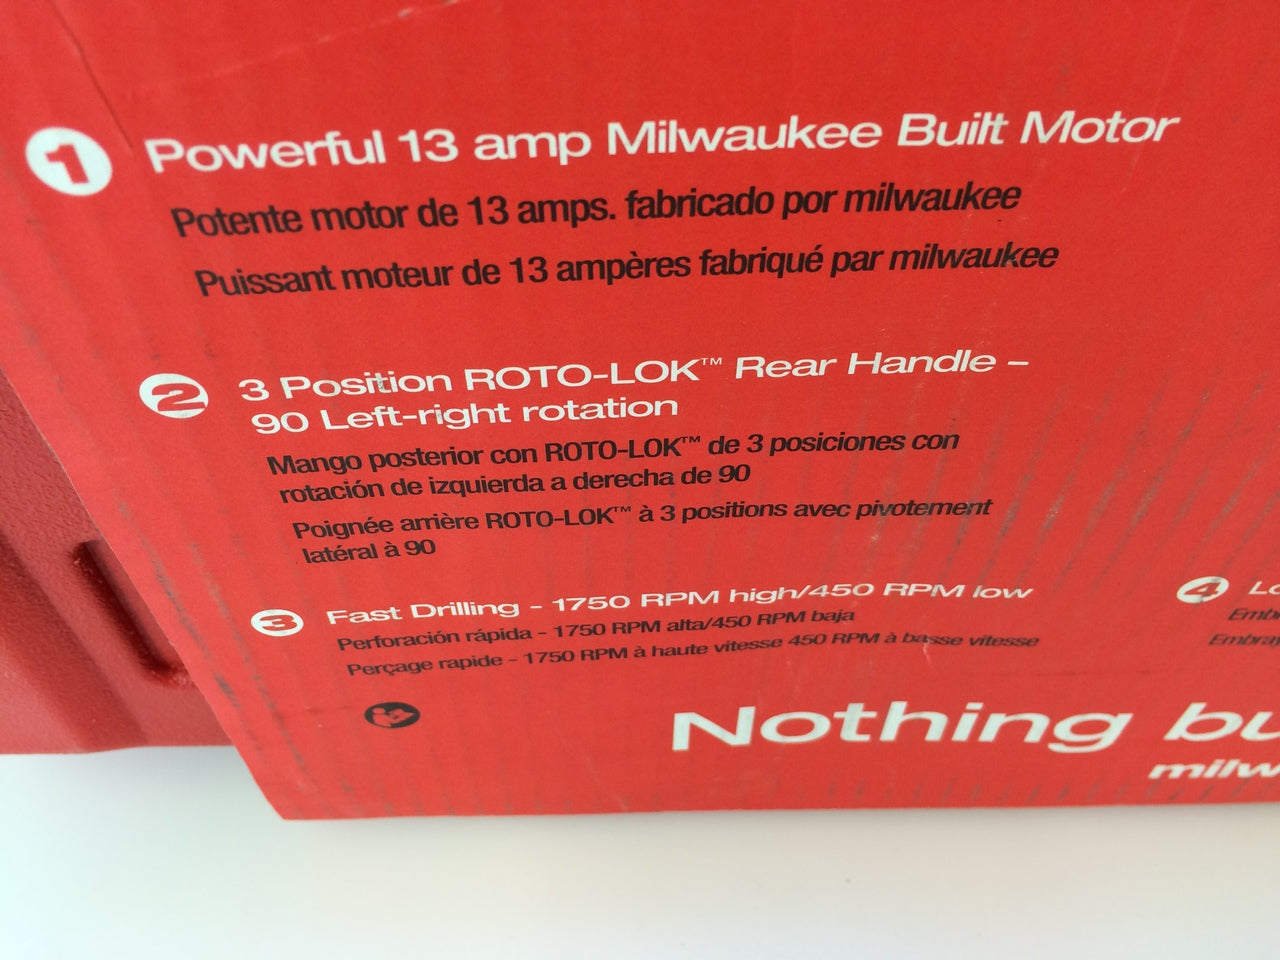 1 Powerful 13 amp Milwaukee Built Motor
Potente motor de 13 amps. fabricado por milwaukee
Puissant moteur de 13 ampères fabriqué par milwaukee
2 3 Position ROTO-LOK™ Rear Handle –
90 Left-right rotation
Mango posterior con ROTO-LOK™ de 3 posiciones con
rotación de izquierda a derecha de 90
Poignée arrière ROTO-LOK™ à 3 positions avec pivotement
latéral à 90
3 Fast Drilling - 1750 RPM high/450 RPM low
Perforación rápida - 1750 RPM alta/450 RPM baja
Perçage rapide - 1750 RPM à haute vitesse 450 RPM à basse vitesse
4
Nothing